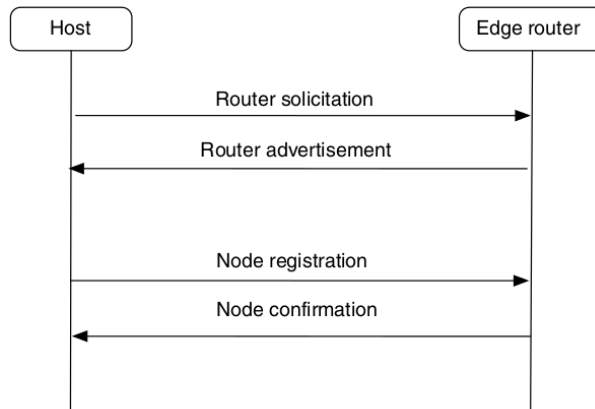 Host
Edge router
Router solicitation
Router advertisement
Node registration
Node confirmation